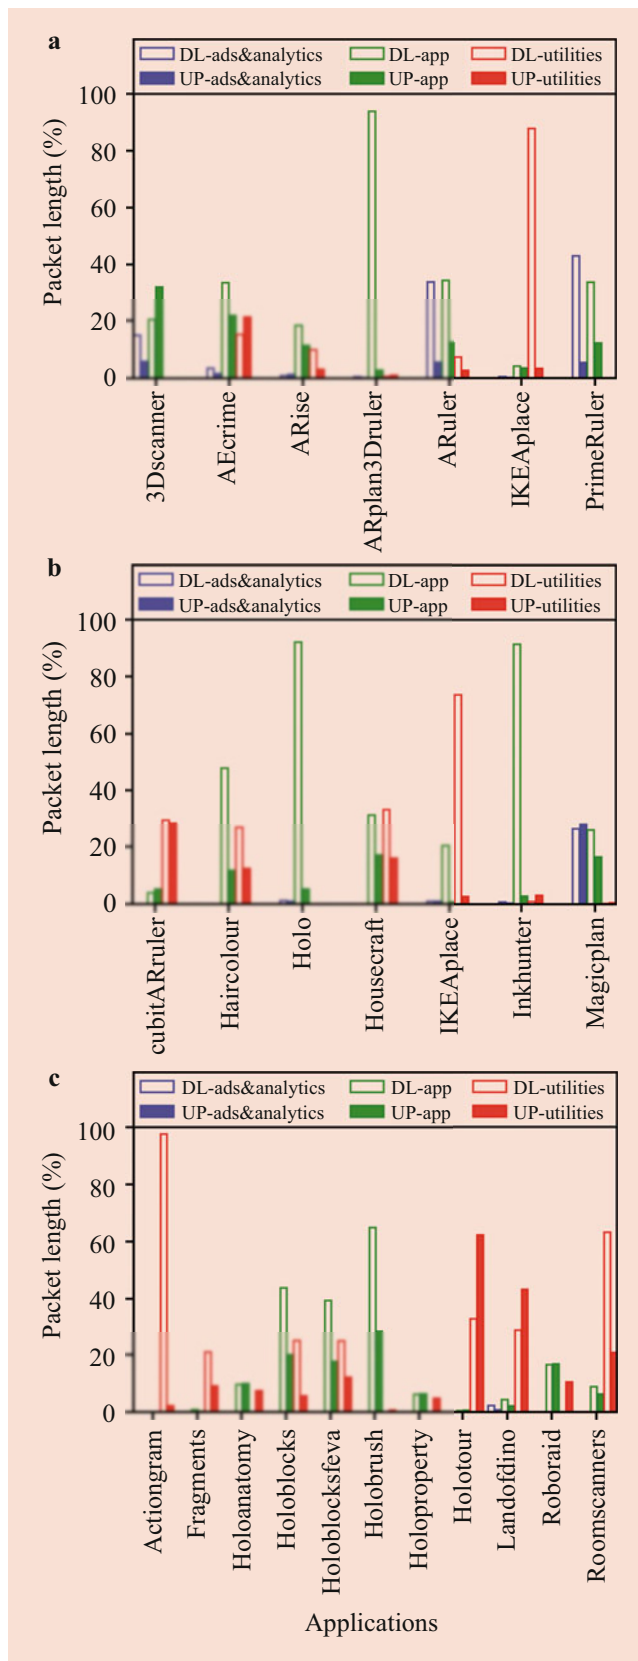 a
DL-ads&analytics DL-app DL-utilities
UP-ads&analytics UP-app UP-utilities
100
80
60
40
20
0
Packet length (%)
3Dscanner
AEcrime
ARise
ARplan3Druler
ARuler
IKEAplace
PrimeRuler
b
DL-ads&analytics DL-app DL-utilities
UP-ads&analytics UP-app UP-utilities
100
80
60
40
20
0
Packet length (%)
cubitARruler
Haircolour
Holo
Housecraft
IKEAplace
Inkhunter
Magicplan
c
DL-ads&analytics DL-app DL-utilities
UP-ads&analytics UP-app UP-utilities
100
80
60
40
20
0
Packet length (%)
Actiongram
Fragments
Holoanatomy
Holoblocks
Holoblocksfeva
Holobrush
Holoproperty
Holotour
Landofdino
Roboraid
Roomscanners
Applications